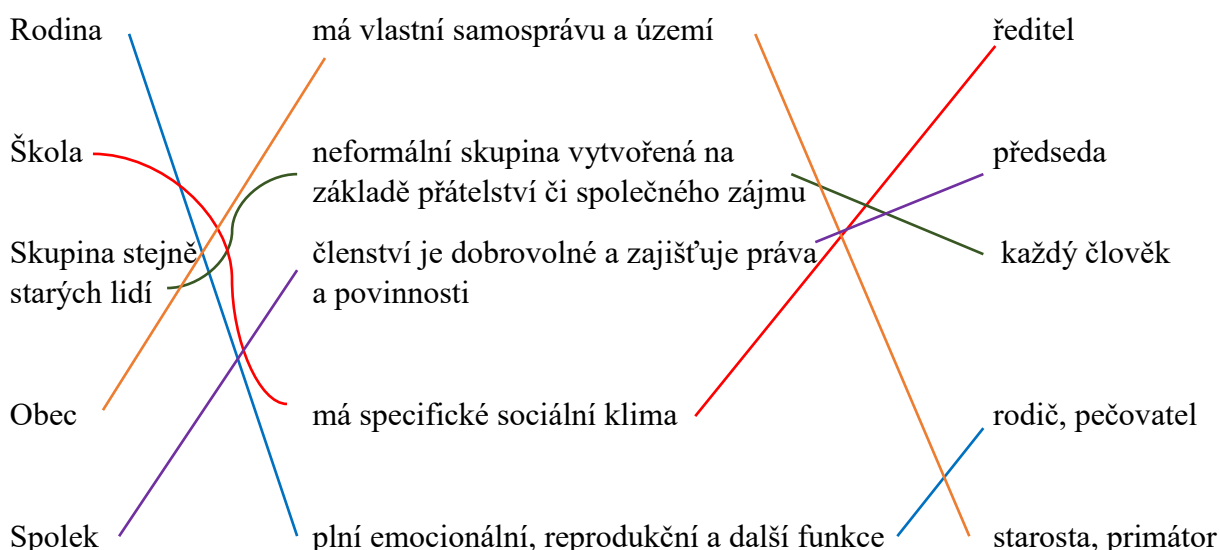 Rodina má vlastní samosprávu a území ředitel
Škola neformální skupina vytvořená na předseda
základě přátelství či společného zájmu
Skupina stejně členství je dobrovolné a zajišťuje práva každý člověk
starých lidí a povinnosti
Obec má specifické sociální klima rodič, pečovatel
Spolek plní emocionální, reprodukční a další funkce starosta, primátor